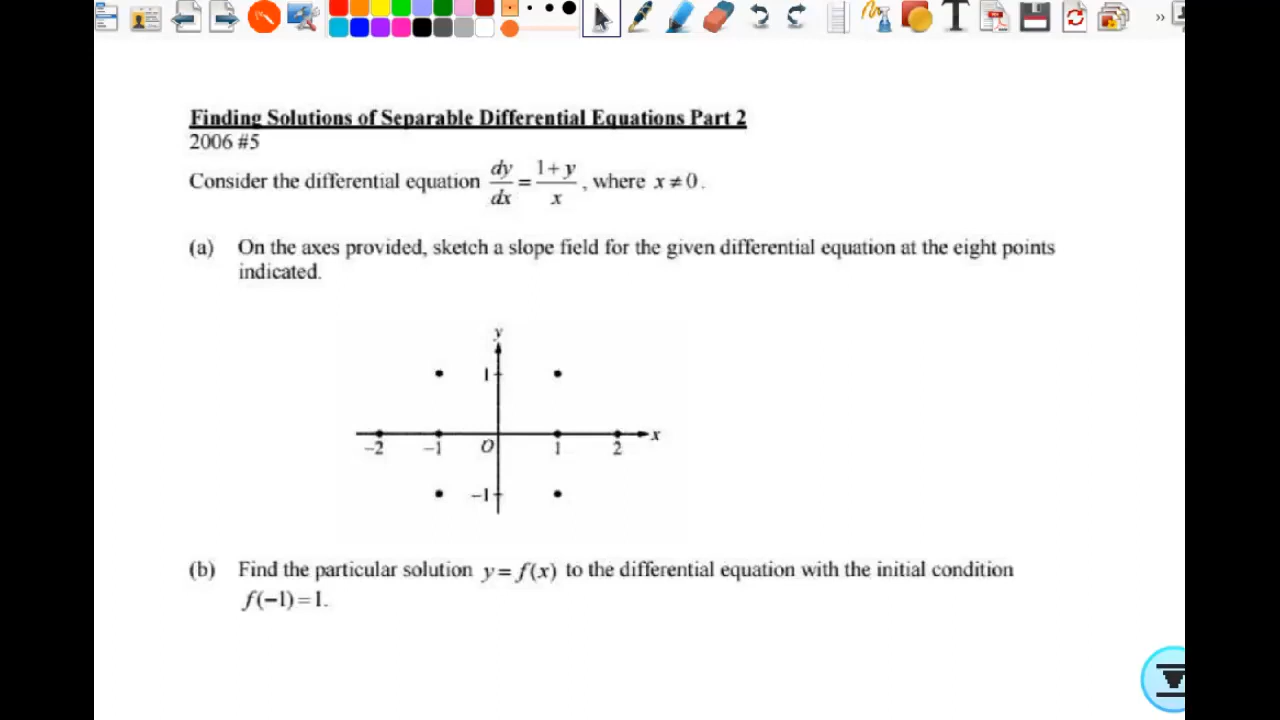 Finding Solutions of Separable Differential Equations Part 2
2006 #5
Consider the differential equation dy/dx = 1+y/x, where x≠0.
(a) On the axes provided, sketch a slope field for the given differential equation at the eight points
indicated.
y
1
-2 -1 O 1 2 x
-1
(b) Find the particular solution y = f(x) to the differential equation with the initial condition
f(-1)=1.